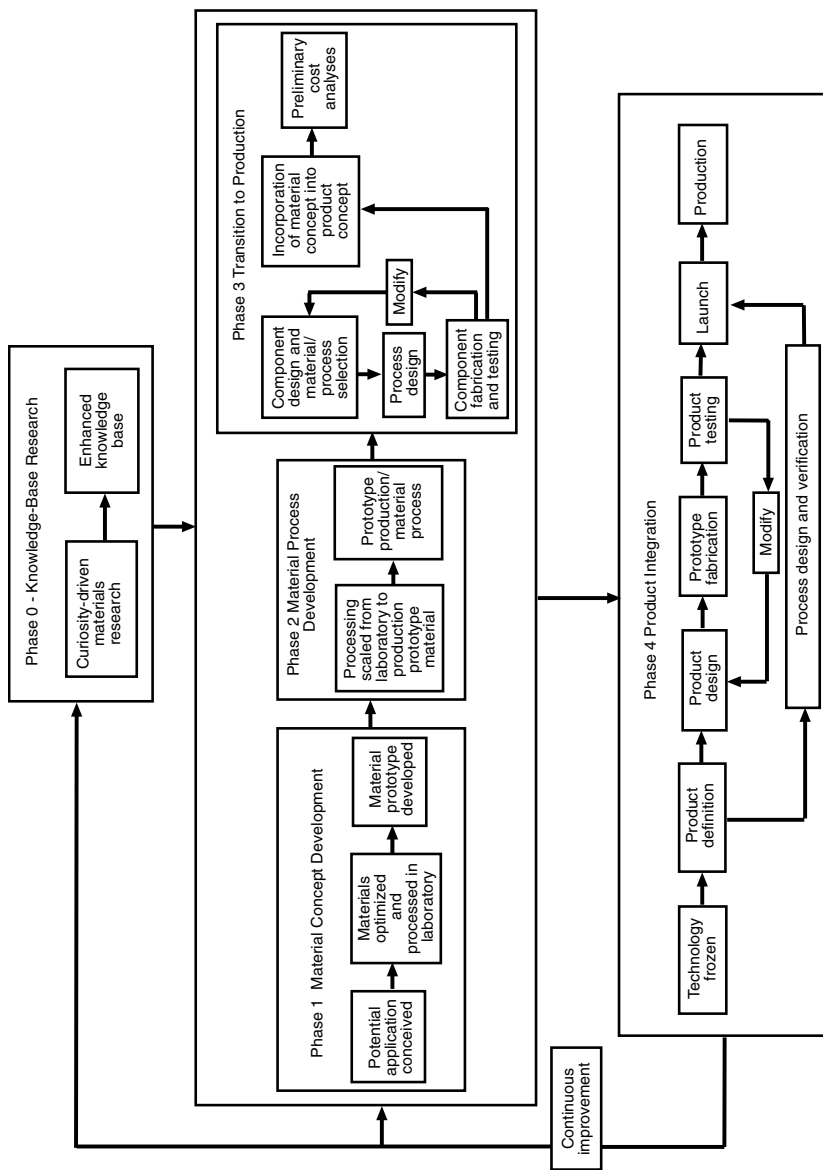 Phase 0 - Knowledge-Base Research
Curiosity-driven
materials
research
Enhanced
knowledge
base
Phase 1 Material Concept Development
Potential
application
conceived
Materials
optimized
and
processed in
laboratory
Material
prototype
developed
Phase 2 Material Process
Development
Processing
scaled from
laboratory to
production
prototype
material
Prototype
production/
material
process
Phase 3 Transition to Production
Component
design and
material/
process
selection
Process
design
Component
fabrication
and testing
Modify
Incorporation
of material
concept into
product
concept
Preliminary
cost
analyses
Continuous
improvement
Phase 4 Product Integration
Technology
frozen
Product
definition
Product
design
Prototype
fabrication
Product
testing
Launch
Production
Modify
Process design and verification